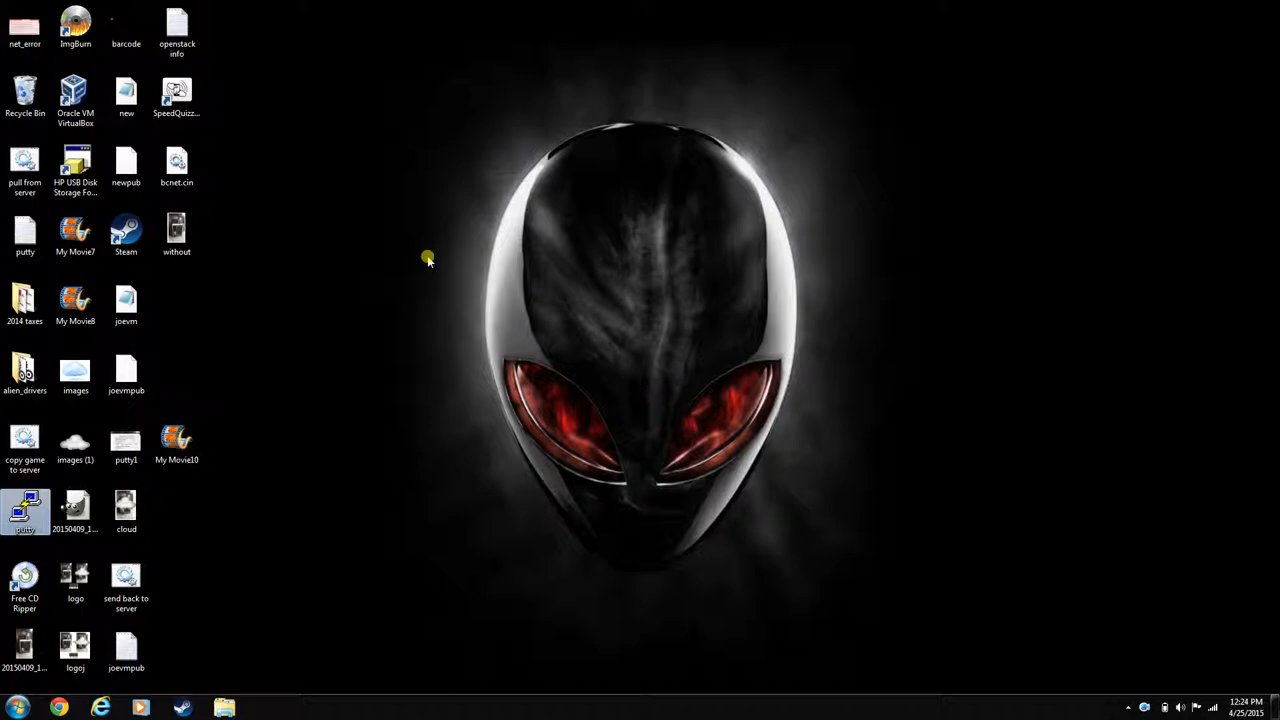 net_error
ImgBurn
barcode
openstack
info
Recycle Bin
Oracle VM
VirtualBox
new
SpeedQuizz...
pull from
server
HP USB Disk
Storage Fo...
newpub
bcnet.cin
putty
My Movie7
Steam
without
2014 taxes
My Movie8
joevm
alien_drivers
images
joevmpub
copy game
to server
images (1)
putty1
My Movie10
putty
20150409_1...
cloud
Free CD
Ripper
logo
send back to
server
20150409_1...
logoj
joevmpub
12:24 PM
4/25/2015